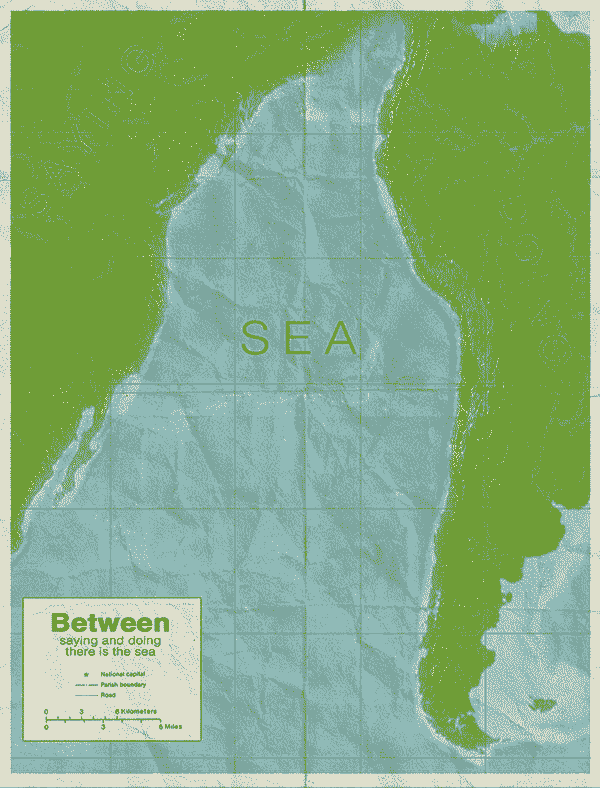 SEA
Between
saying and doing
there is the sea
National capital
Parish boundary
Road
0 3 6 Kilometers
0 3 6 Miles